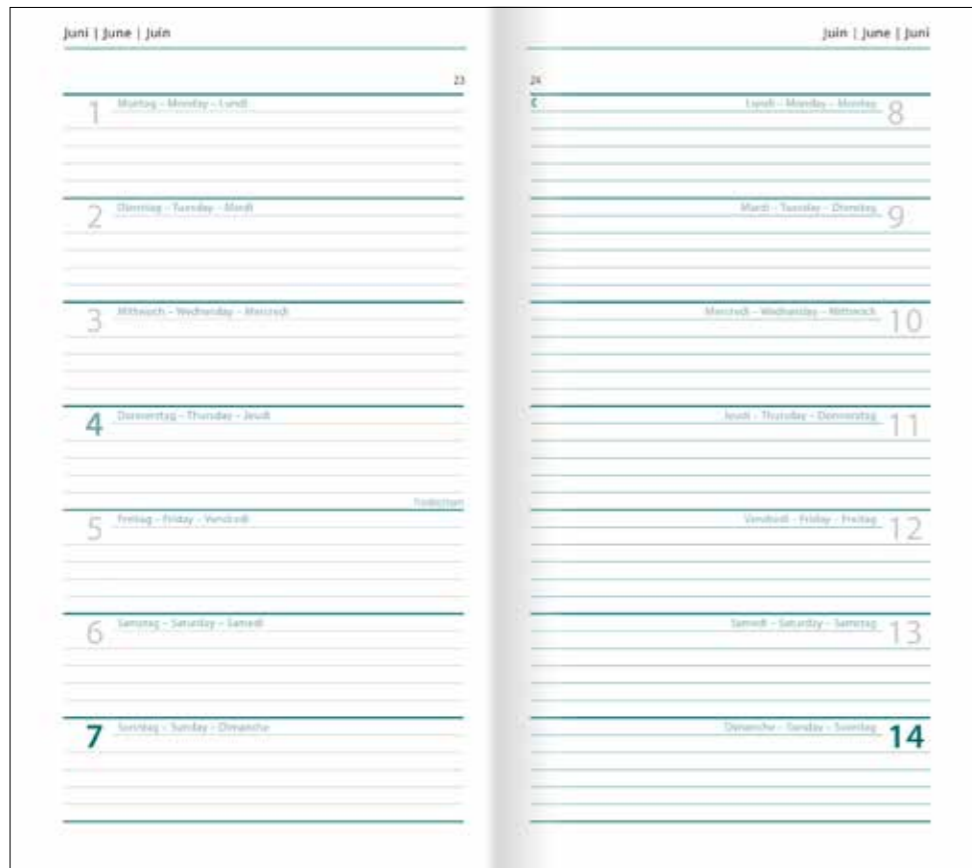 Juni | June | Juin
23
1 Montag – Monday – Lundi
2 Dienstag – Tuesday – Mardi
3 Mittwoch – Wednesday – Mercredi
4 Donnerstag – Thursday – Jeudi
Fronleichnam
5 Freitag – Friday – Vendredi
6 Samstag – Saturday – Samedi
7 Sonntag – Sunday – Dimanche
Juin | June | Juni
24
Lundi – Monday – Montag 8
Mardi – Tuesday – Dienstag 9
Mercredi – Wednesday – Mittwoch 10
Jeudi – Thursday – Donnerstag 11
Vendredi – Friday – Freitag 12
Samedi – Saturday – Samstag 13
Dimanche – Sunday – Sonntag 14